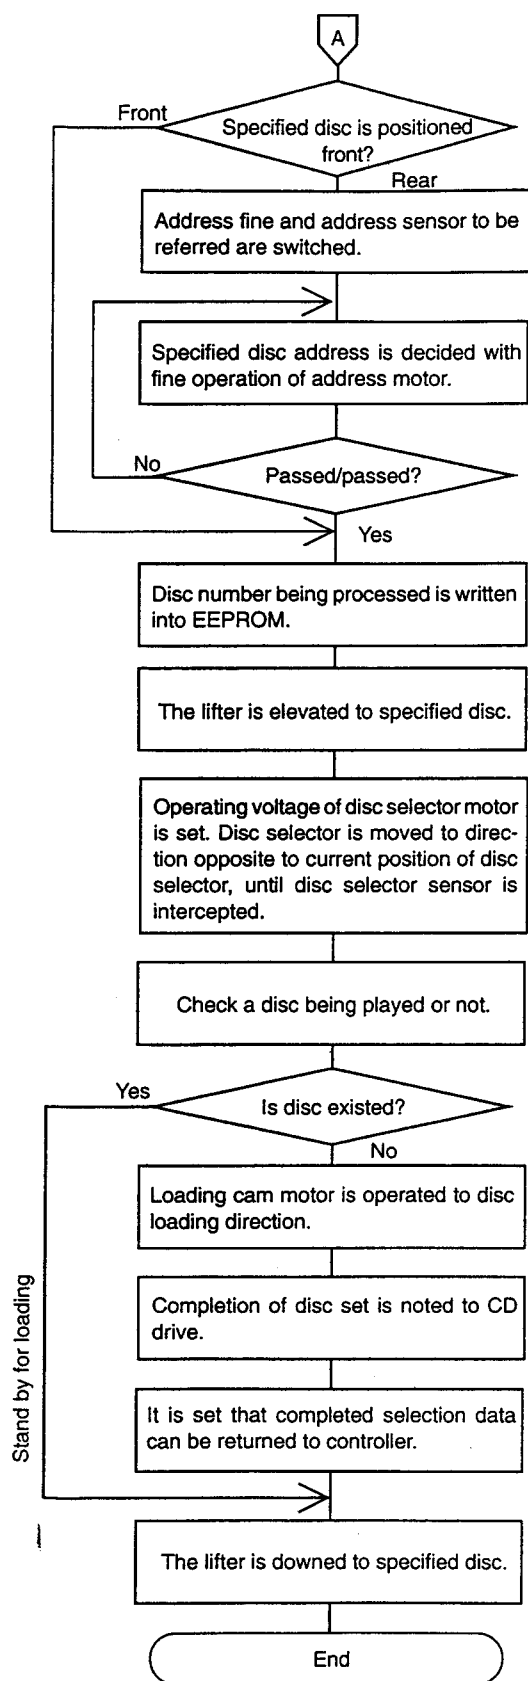 A
Front
Specified disc is positioned
front?
Rear
Address fine and address sensor to be
referred are switched.
Specified disc address is decided with
fine operation of address motor.
No
Passed/passed?
Yes
Disc number being processed is written
into EEPROM.
The lifter is elevated to specified disc.
Operating voltage of disc selector motor
is set. Disc selector is moved to direc-
tion opposite to current position of disc
selector, until disc selector sensor is
intercepted.
Check a disc being played or not.
Yes
Is disc existed?
No
Loading cam motor is operated to disc
loading direction.
Stand by for loading
Completion of disc set is noted to CD
drive.
It is set that completed selection data
can be returned to controller.
The lifter is downed to specified disc.
End